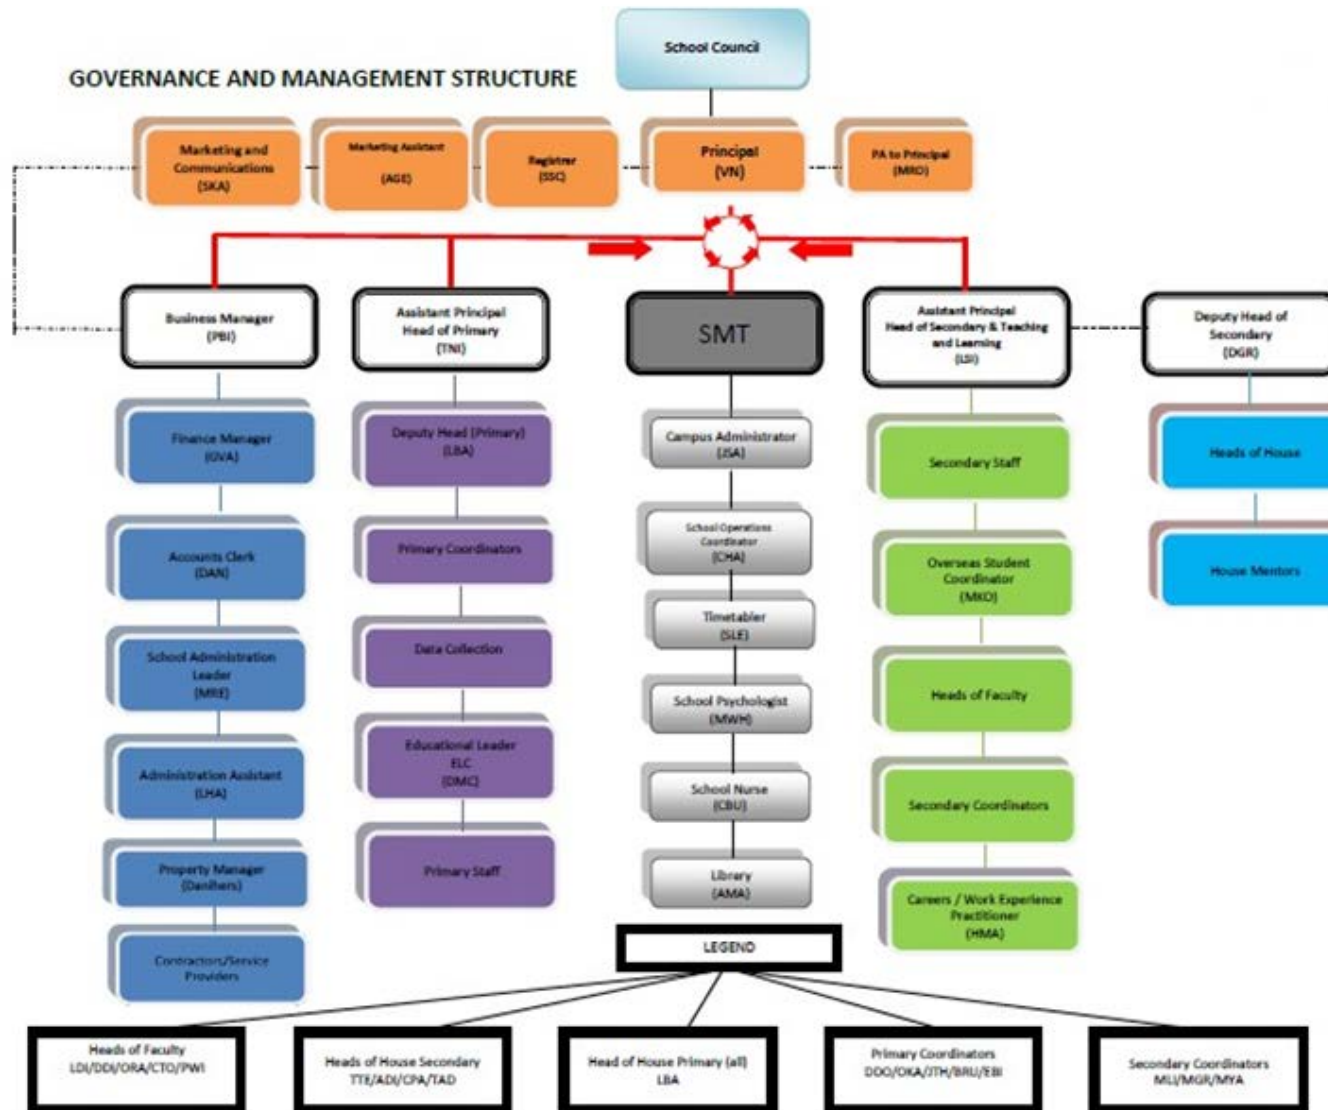 School Council
GOVERNANCE AND MANAGEMENT STRUCTURE
Marketing and
Communications
(SKA)
Marketing Assistant
(AGE)
Registrar
(SSC)
Principal
(VN)
PA to Principal
(MRO)
Business Manager
(PBI)
Assistant Principal
Head of Primary
(TNI)
SMT
Assistant Principal
Head of Secondary & Teaching
and Learning
(LSI)
Deputy Head of
Secondary
(DGR)
Finance Manager
(GVA)
Deputy Head (Primary)
(LBA)
Campus Administrator
(JSA)
Secondary Staff
Heads of House
Accounts Clerk
(DAN)
Primary Coordinators
School Operations
Coordinator
(CHA)
Overseas Student
Coordinator
(MKO)
House Mentors
School Administration
Leader
(MRE)
Data Collection
Timetabler
(SLE)
Heads of Faculty
Administration Assistant
(LHA)
Educational Leader
ELC
(DMC)
School Psychologist
(MWH)
Secondary Coordinators
Property Manager
(Danihers)
Primary Staff
School Nurse
(CBU)
Careers / Work Experience
Practitioner
(HMA)
Contractors/Service
Providers
Library
(AMA)
LEGEND
Heads of Faculty
LDI/DDI/ORA/CTO/PWI
Heads of House Secondary
TTE/ADI/CPA/TAD
Head of House Primary (all)
LBA
Primary Coordinators
DOO/OKA/JTH/BRU/EBI
Secondary Coordinators
MLI/MGR/MYA